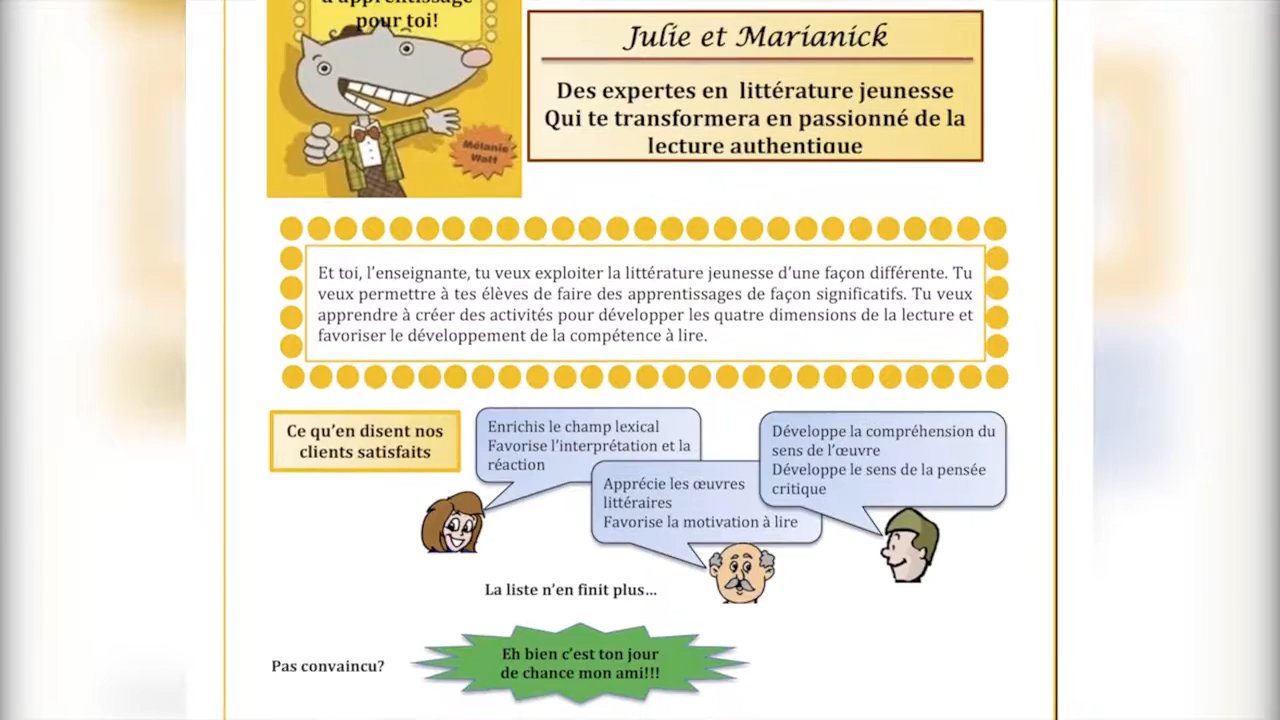 d'apprentissage
pour toi!
Mélanie
Watt
Julie et Marianick
Des expertes en littérature jeunesse
Qui te transformera en passionné de la
lecture authentique
Et toi, l'enseignante, tu veux exploiter la littérature jeunesse d'une façon différente. Tu
veux permettre à tes élèves de faire des apprentissages de façon significatifs. Tu veux
apprendre à créer des activités pour développer les quatre dimensions de la lecture et
favoriser le développement de la compétence à lire.
Ce qu'en disent nos
clients satisfaits
Enrichis le champ lexical
Favorise l'interprétation et la
réaction
Apprécie les œuvres
littéraires
Favorise la motivation à lire
Développe la compréhension du
sens de l'œuvre
Développe le sens de la pensée
critique
La liste n'en finit plus…
Pas convaincu?
Eh bien c'est ton jour
de chance mon ami!!!